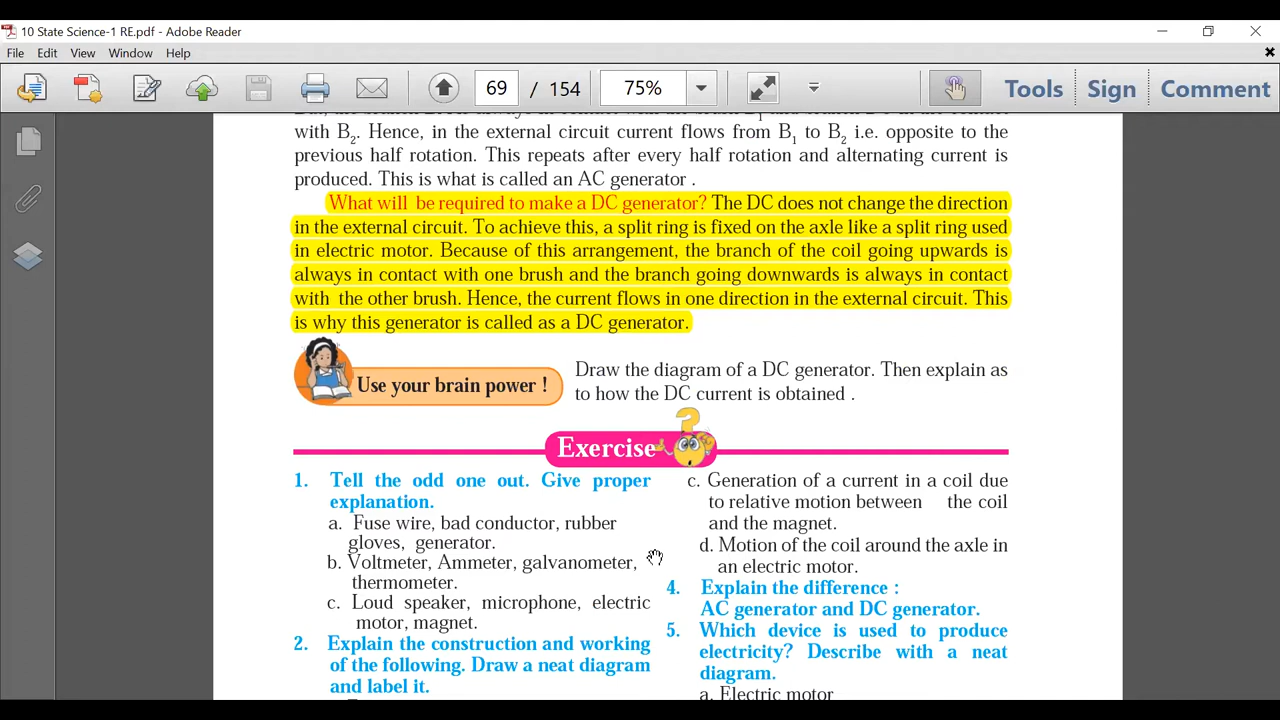 10 State Science-1 RE.pdf - Adobe Reader
File Edit View Window Help
69 / 154 75% Tools Sign Comment
with B2. Hence, in the external circuit current flows from B1 to B2 i.e. opposite to the
previous half rotation. This repeats after every half rotation and alternating current is
produced. This is what is called an AC generator .
What will be required to make a DC generator? The DC does not change the direction
in the external circuit. To achieve this, a split ring is fixed on the axle like a split ring used
in electric motor. Because of this arrangement, the branch of the coil going upwards is
always in contact with one brush and the branch going downwards is always in contact
with the other brush. Hence, the current flows in one direction in the external circuit. This
is why this generator is called as a DC generator.
Use your brain power !
Draw the diagram of a DC generator. Then explain as
to how the DC current is obtained .
Exercise
1. Tell the odd one out. Give proper
explanation.
a. Fuse wire, bad conductor, rubber
gloves, generator.
b. Voltmeter, Ammeter, galvanometer,
thermometer.
c. Loud speaker, microphone, electric
motor, magnet.
2. Explain the construction and working
of the following. Draw a neat diagram
and label it.
c. Generation of a current in a coil due
to relative motion between the coil
and the magnet.
d. Motion of the coil around the axle in
an electric motor.
4. Explain the difference :
AC generator and DC generator.
5. Which device is used to produce
electricity? Describe with a neat
diagram.
a. Electric motor